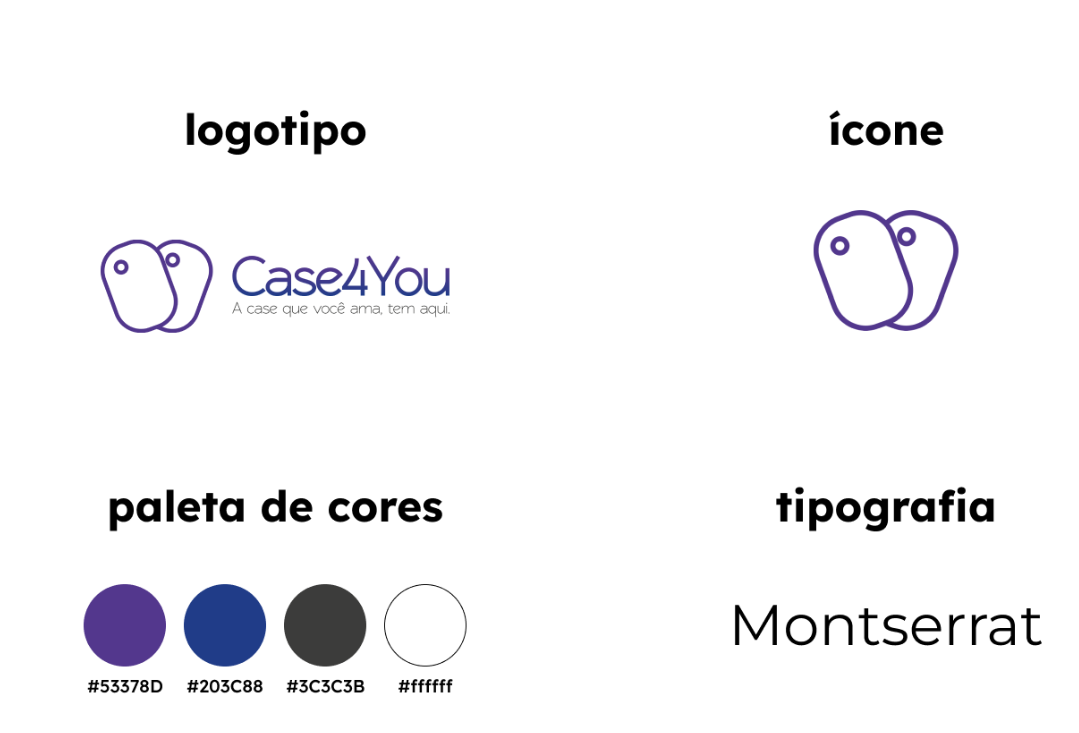 logotipo
ícone
Case4You
A case que você ama, tem aqui.
paleta de cores
tipografia
Montserrat
#53378D #203C88 #3C3C3B #ffffff